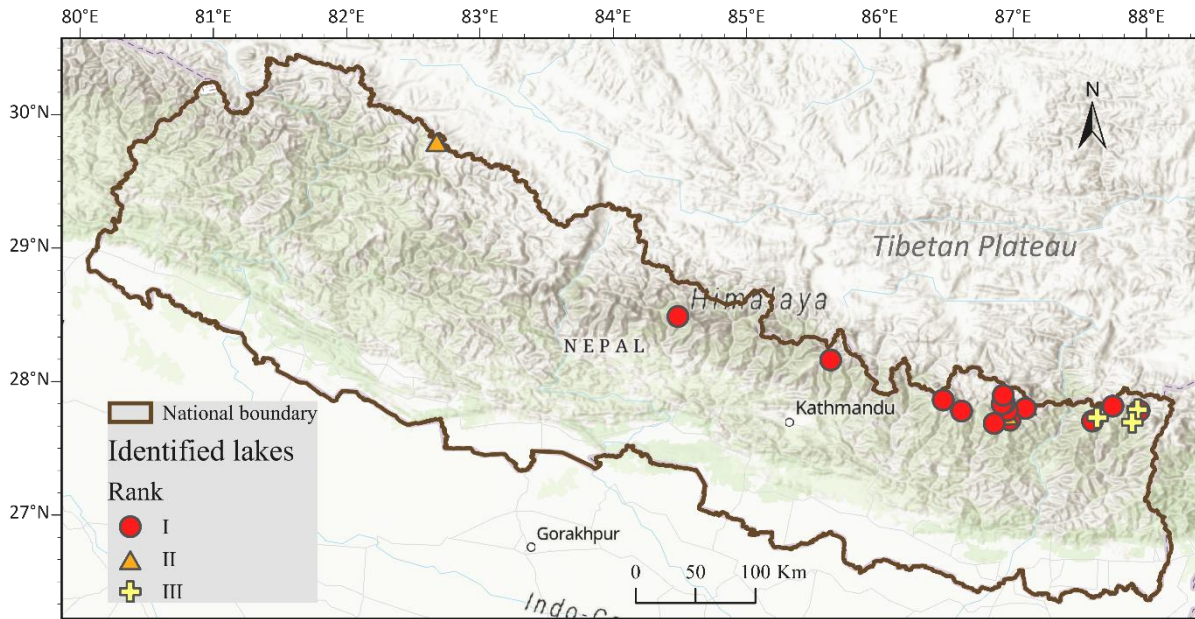 80°E 81°E 82°E 83°E 84°E 85°E 86°E 87°E 88°E
30°N
N
29°N
Tibetan Plateau
Himalaya
NEPAL
28°N
National boundary
Kathmandu
Identified lakes
Rank
27°N
I
Gorakhpur
II
0 50 100 Km
III
Indo-G